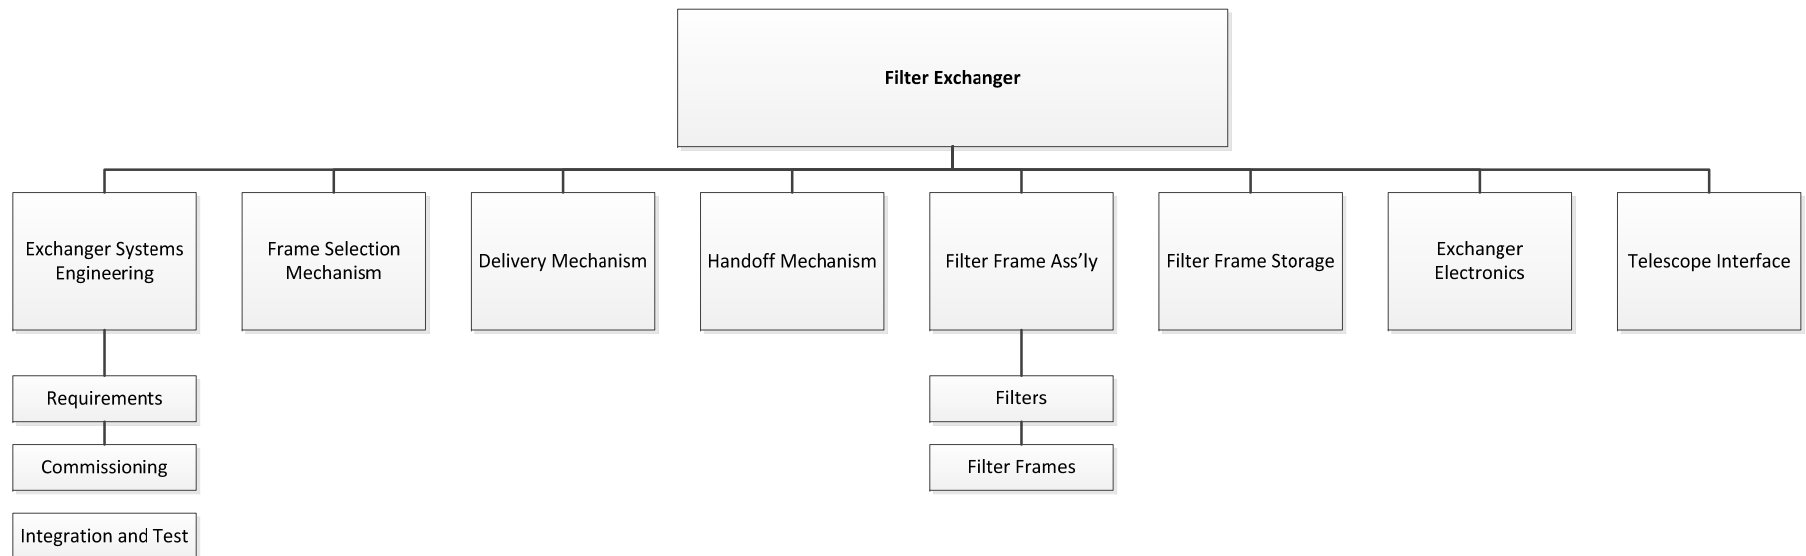 Filter Exchanger
Exchanger Systems
Engineering
Frame Selection
Mechanism
Delivery Mechanism
Handoff Mechanism
Filter Frame Ass’ly
Filter Frame Storage
Exchanger
Electronics
Telescope Interface
Requirements
Filters
Commissioning
Filter Frames
Integration and Test